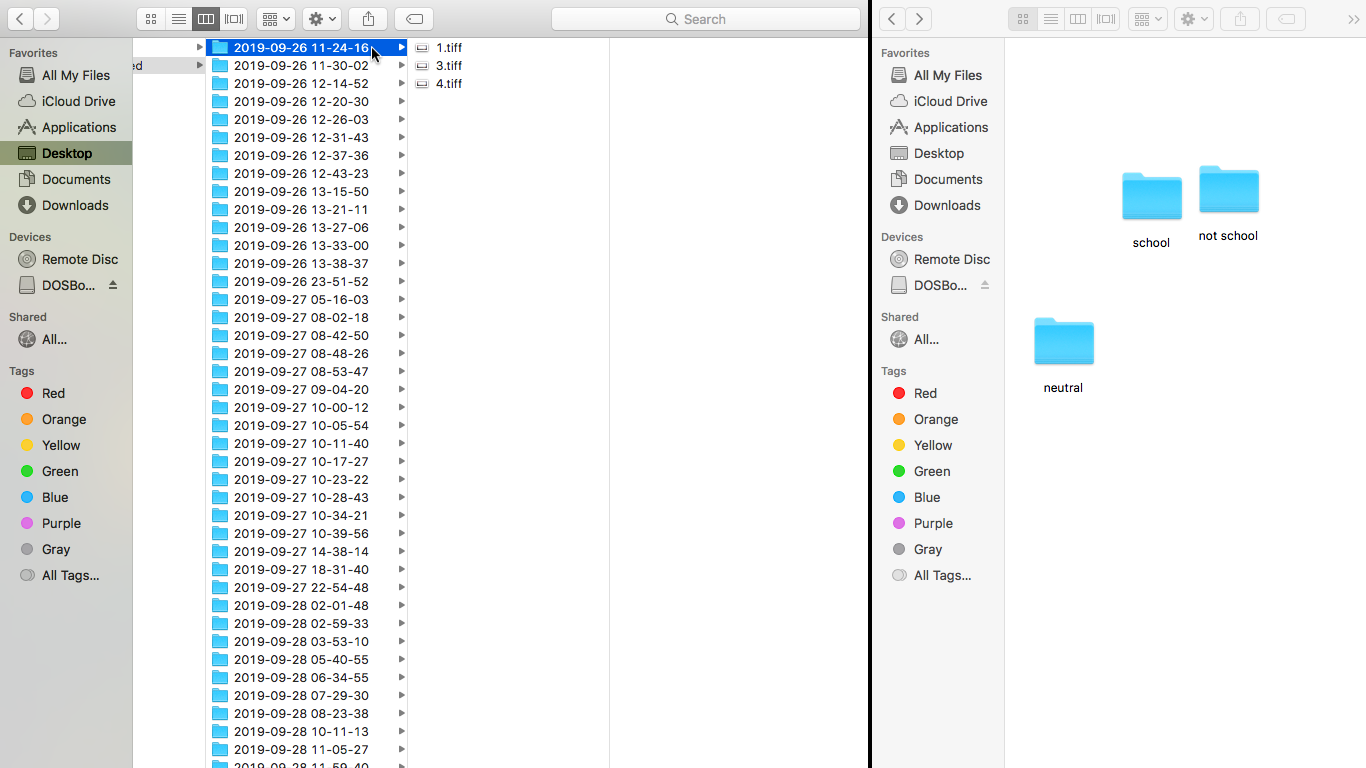 Search
Favorites
All My Files
iCloud Drive
Applications
Desktop
Documents
Downloads
Devices
Remote Disc
DOSBo...
Shared
All...
Tags
Red
Orange
Yellow
Green
Blue
Purple
Gray
All Tags...
ed
2019-09-26 11-24-16
2019-09-26 11-30-02
2019-09-26 12-14-52
2019-09-26 12-20-30
2019-09-26 12-26-03
2019-09-26 12-31-43
2019-09-26 12-37-36
2019-09-26 12-43-23
2019-09-26 13-15-50
2019-09-26 13-21-11
2019-09-26 13-27-06
2019-09-26 13-33-00
2019-09-26 13-38-37
2019-09-26 23-51-52
2019-09-27 05-16-03
2019-09-27 08-02-18
2019-09-27 08-42-50
2019-09-27 08-48-26
2019-09-27 08-53-47
2019-09-27 09-04-20
2019-09-27 10-00-12
2019-09-27 10-05-54
2019-09-27 10-11-40
2019-09-27 10-17-27
2019-09-27 10-23-22
2019-09-27 10-28-43
2019-09-27 10-34-21
2019-09-27 10-39-56
2019-09-27 14-38-14
2019-09-27 18-31-40
2019-09-27 22-54-48
2019-09-28 02-01-48
2019-09-28 02-59-33
2019-09-28 03-53-10
2019-09-28 05-40-55
2019-09-28 06-34-55
2019-09-28 07-29-30
2019-09-28 08-23-38
2019-09-28 10-11-13
2019-09-28 11-05-27
2019-09-28 11-59-40
1.tiff
3.tiff
4.tiff
Favorites
All My Files
iCloud Drive
Applications
Desktop
Documents
Downloads
Devices
Remote Disc
DOSBo...
Shared
All...
Tags
Red
Orange
Yellow
Green
Blue
Purple
Gray
All Tags...
school
not school
neutral